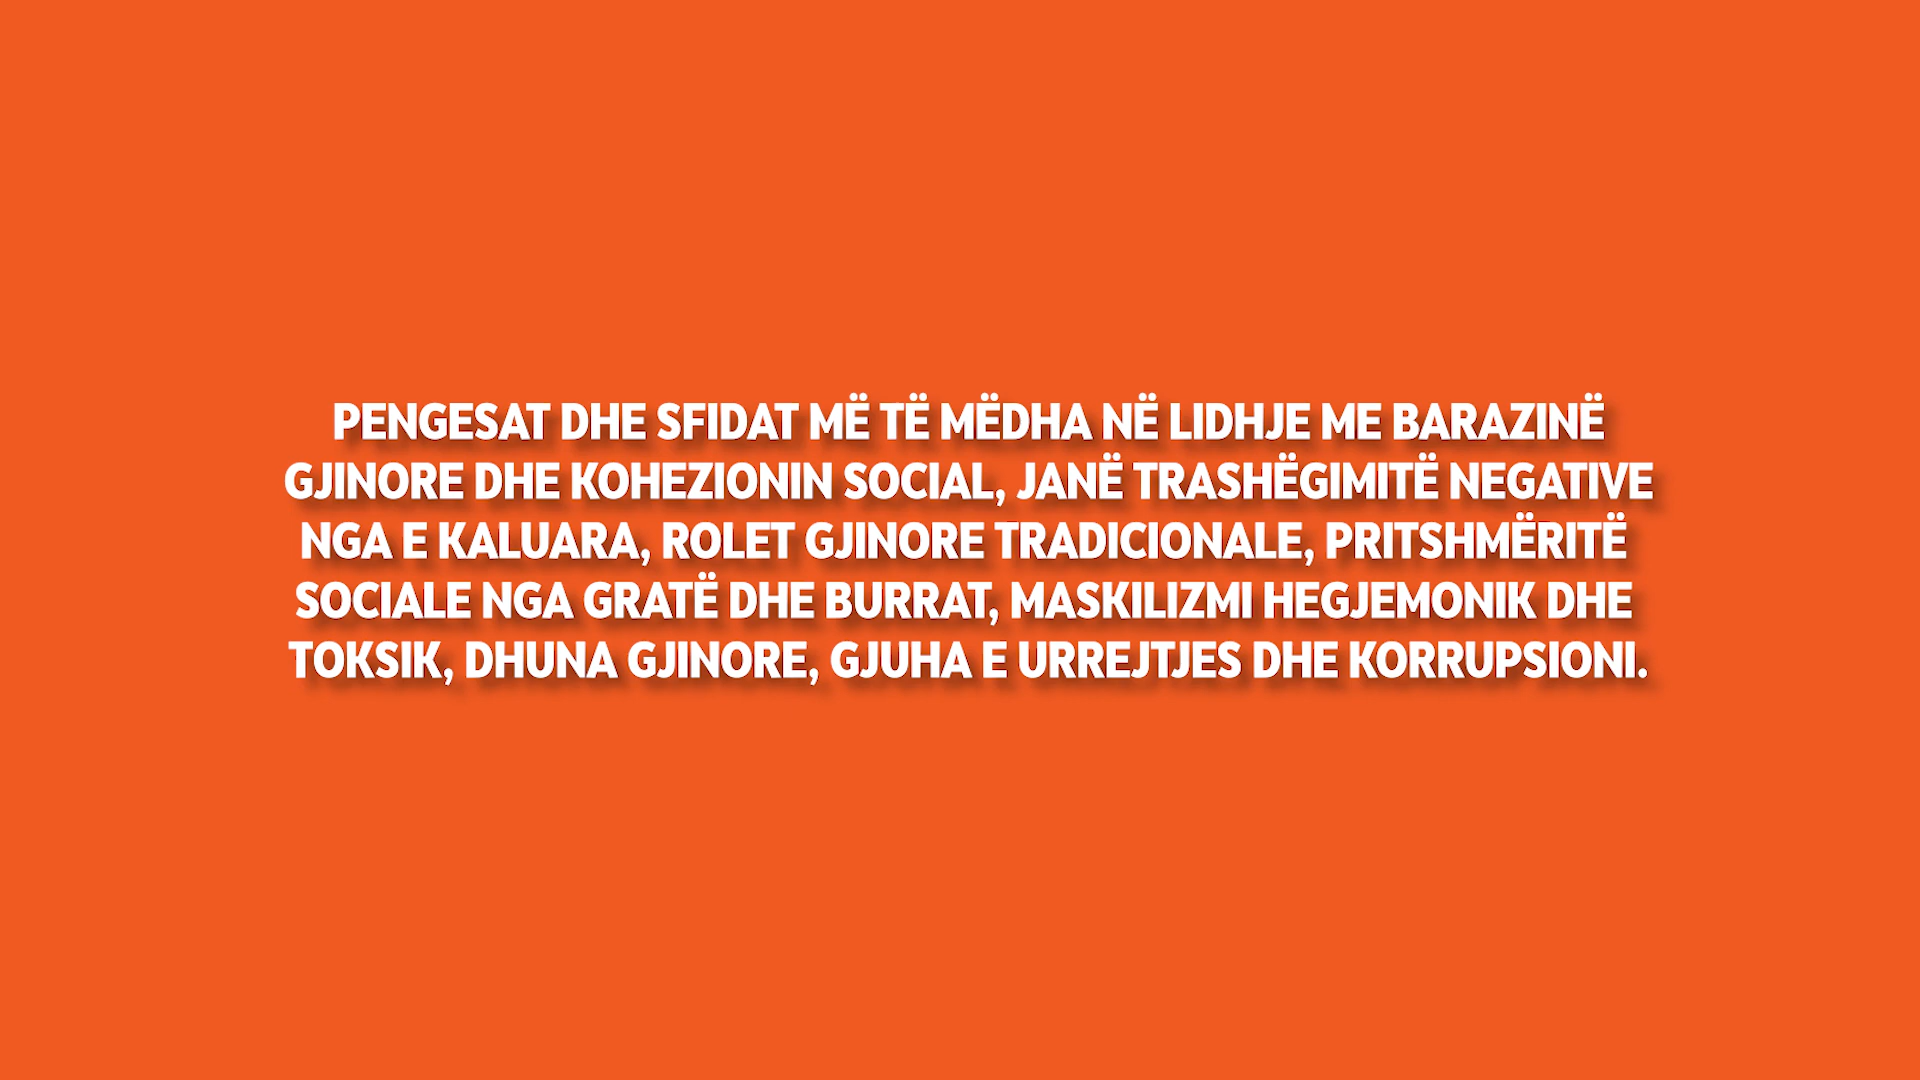 PENGESAT DHE SFIDAT MË TË MËDHA NË LIDHJE ME BARAZINË
GJINORE DHE KOHEZIONIN SOCIAL, JANË TRASHËGIMITË NEGATIVE
NGA E KALUARA, ROLET GJINORE TRADICIONALE, PRITSHMËRITË
SOCIALE NGA GRATË DHE BURRAT, MASKILIZMI HEGJEMONIK DHE
TOKSIK, DHUNA GJINORE, GJUHA E URREJTJES DHE KORRUPSIONI.